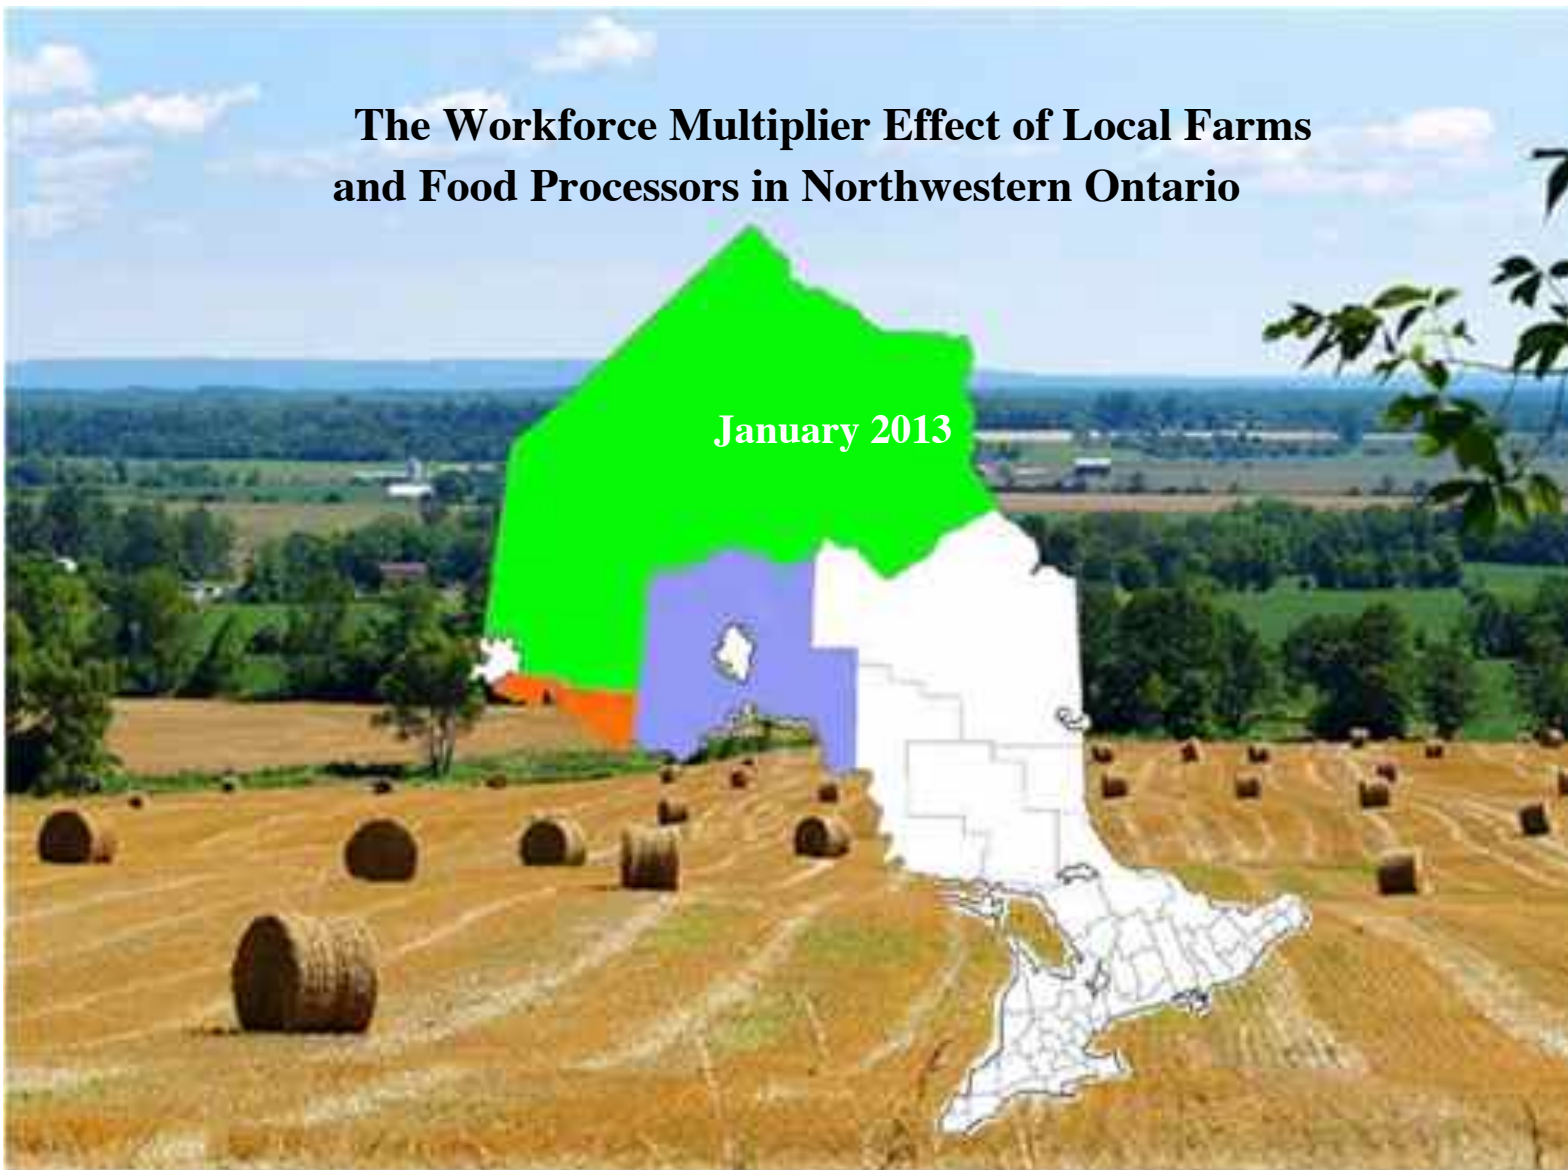 The Workforce Multiplier Effect of Local Farms
and Food Processors in Northwestern Ontario
January 2013